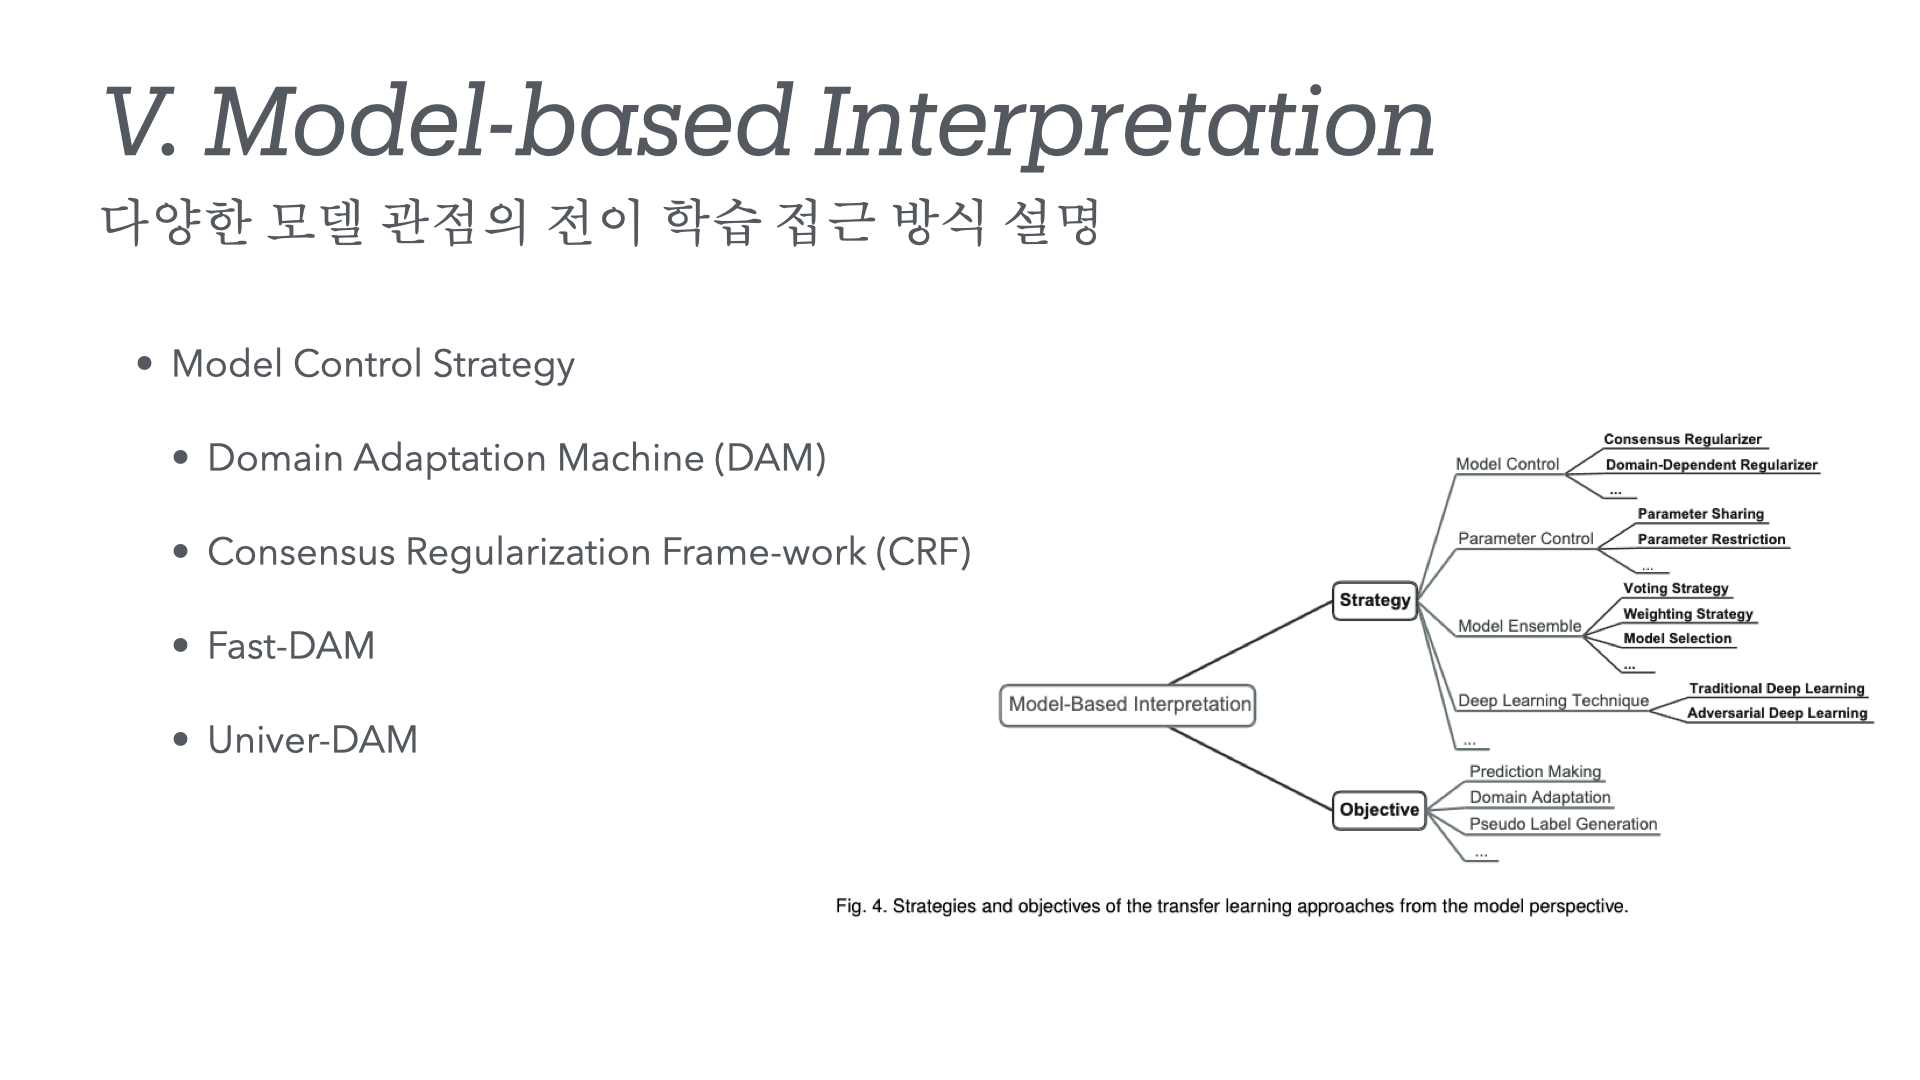 V. Model-based Interpretation
다양한 모델 관점의 전이 학습 접근 방식 설명
• Model Control Strategy
• Domain Adaptation Machine (DAM)
• Consensus Regularization Frame-work (CRF)
• Fast-DAM
• Univer-DAM
Model-Based Interpretation
Strategy
Model Control
Consensus Regularizer
Domain-Dependent Regularizer
...
Parameter Control
Parameter Sharing
Parameter Restriction
...
Model Ensemble
Voting Strategy
Weighting Strategy
Model Selection
...
Deep Learning Technique
Traditional Deep Learning
Adversarial Deep Learning
...
Objective
Prediction Making
Domain Adaptation
Pseudo Label Generation
...
Fig. 4. Strategies and objectives of the transfer learning approaches from the model perspective.